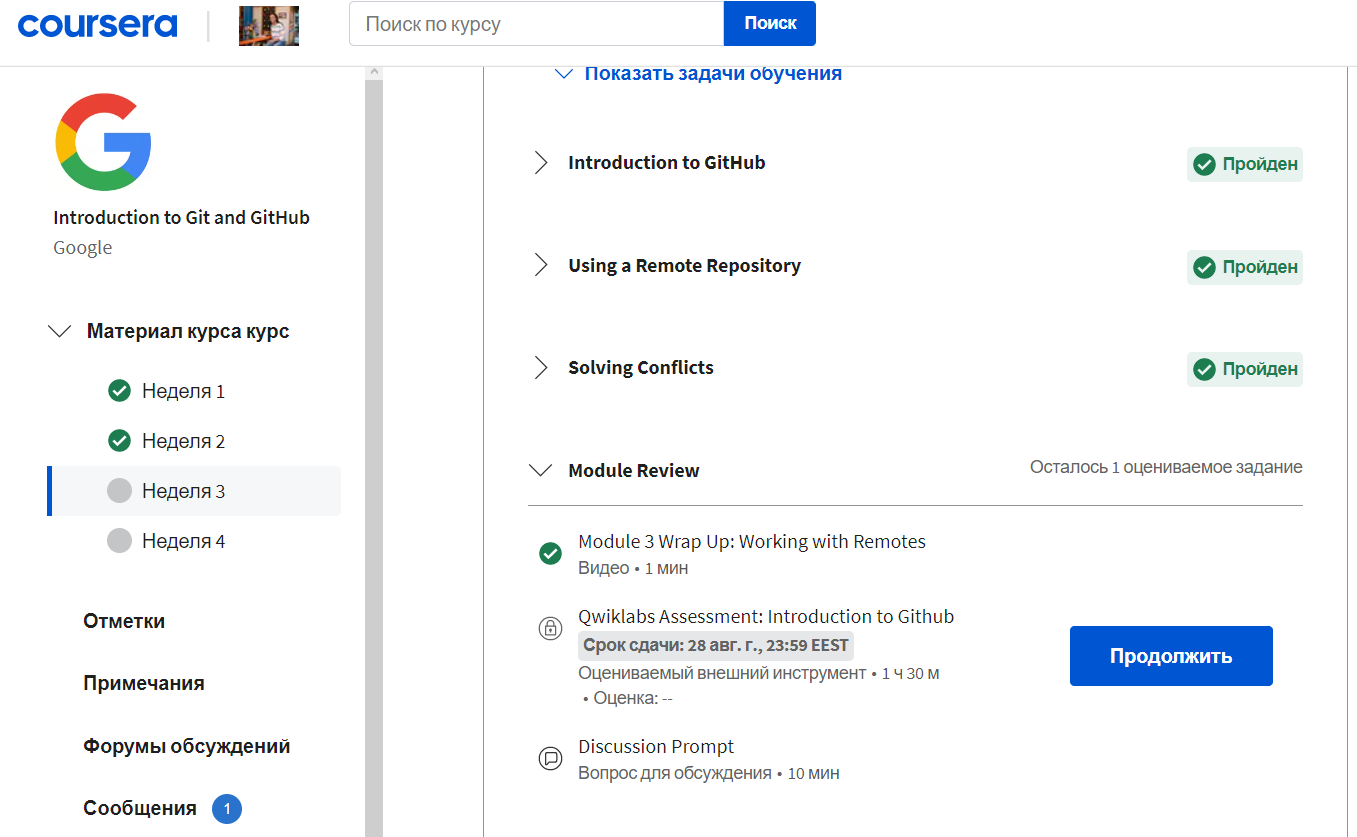 coursera
Поиск по курсу
Поиск
Introduction to Git and GitHub
Google
Материал курса курс
Неделя 1
Неделя 2
Неделя 3
Неделя 4
Отметки
Примечания
Форумы обсуждений
Сообщения 1
Показать задачи обучения
Introduction to GitHub
Пройден
Using a Remote Repository
Пройден
Solving Conflicts
Пройден
Module Review
Осталось 1 оцениваемое задание
Module 3 Wrap Up: Working with Remotes
Видео • 1 мин
Qwiklabs Assessment: Introduction to Github
Срок сдачи: 28 авг. г., 23:59 EEST
Оцениваемый внешний инструмент • 1 ч 30 м
• Оценка: --
Продолжить
Discussion Prompt
Вопрос для обсуждения • 10 мин